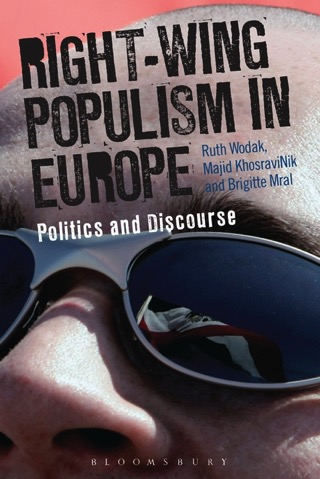 RIGHT-WING
POPULISM IN
EUROPE
Ruth Wodak,
Majid KhosraviNik
and Brigitte Mral
Politics and Discourse
BLOOMSBURY